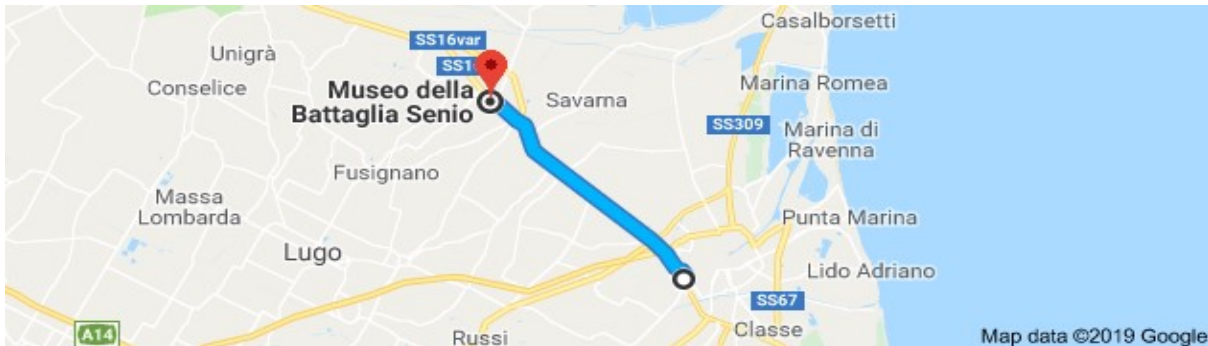 Casalborsetti
SS16var
Unigrà
SS1
Conselice
Marina Romea
Museo della
Battaglia Senio
Savarna
SS309
Marina di
Ravenna
Fusignano
Massa
Lombarda
Punta Marina
Lugo
Lido Adriano
SS67
A14
Russi
Classe
Map data ©2019 Google